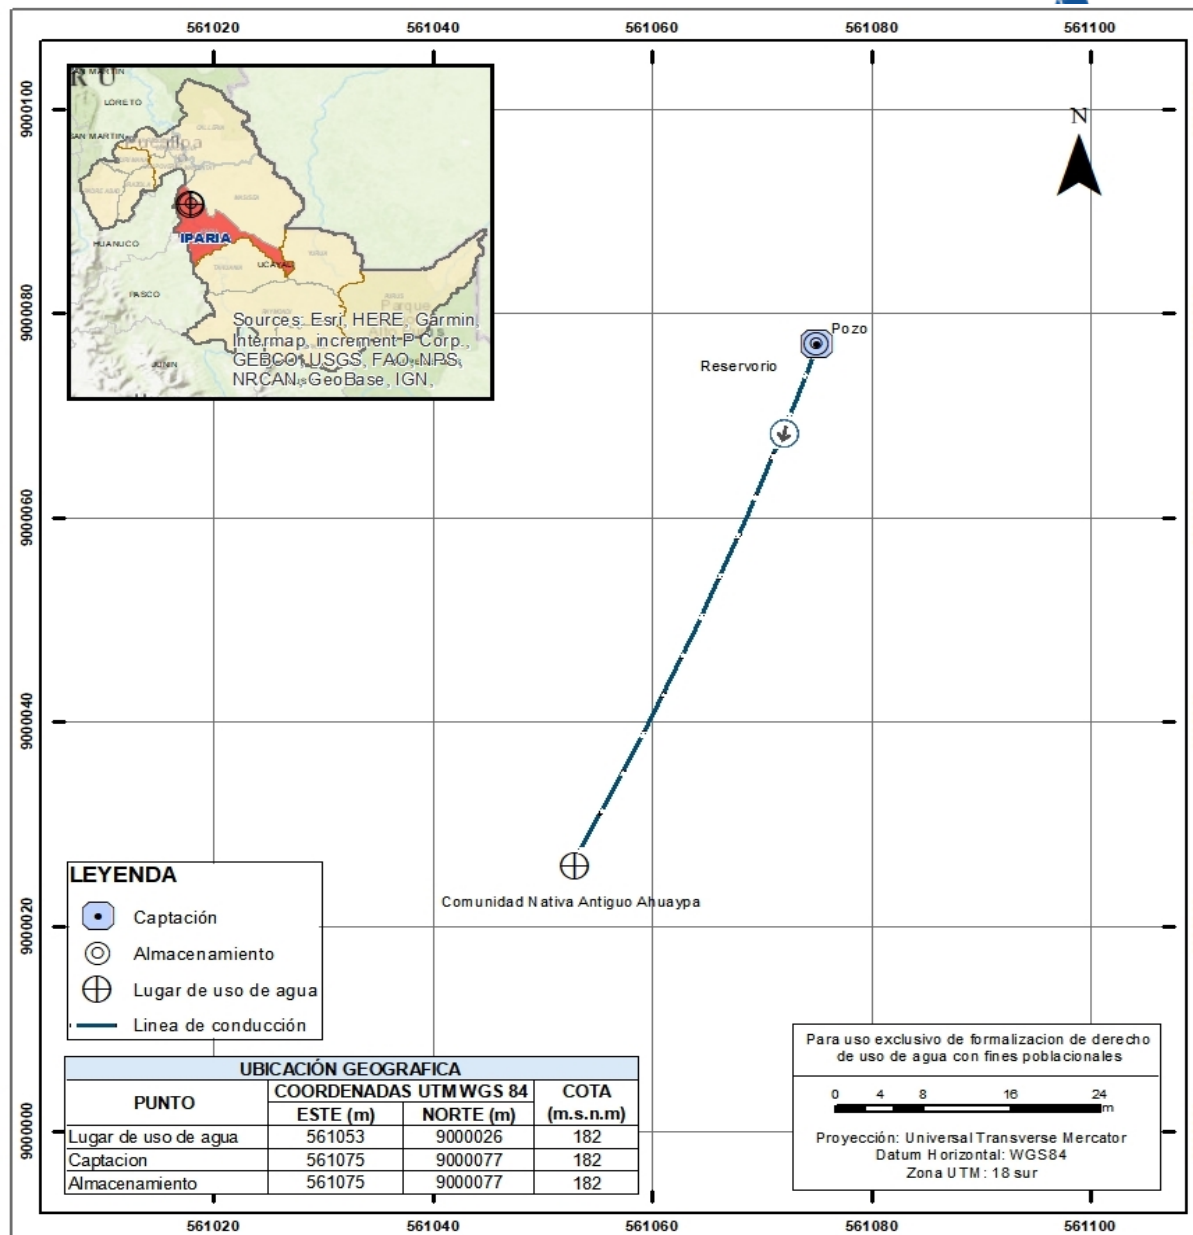 561020 561040 561060 561080 561100
9000100
9000080
9000060
9000040
9000020
9000000
R U
SAN MARTIN
LORETO
SAN MARTIN
Pucallpa
IPARIA
HUANUCO
UCAYALI
PASCO
JUNIN
Parque
Sources: Esri, HERE, Garmin,
Intermap, increment P Corp.,
GEBCO, USGS, FAO, NPS,
NRCAN, GeoBase, IGN,
N
Pozo
Reservorio
Comunidad Nativa Antiguo Ahuaypa
LEYENDA
Captación
Almacenamiento
Lugar de uso de agua
Linea de conducción
UBICACIÓN GEOGRAFICA
PUNTO COORDENADAS UTM WGS 84 COTA
ESTE (m) NORTE (m) (m.s.n.m)
Lugar de uso de agua 561053 9000026 182
Captacion 561075 9000077 182
Almacenamiento 561075 9000077 182
Para uso exclusivo de formalizacion de derecho
de uso de agua con fines poblacionales
0 4 8 16 24
m
Proyección: Universal Transverse Mercator
Datum Horizontal: WGS84
Zona UTM: 18 sur
561020 561040 561060 561080 561100